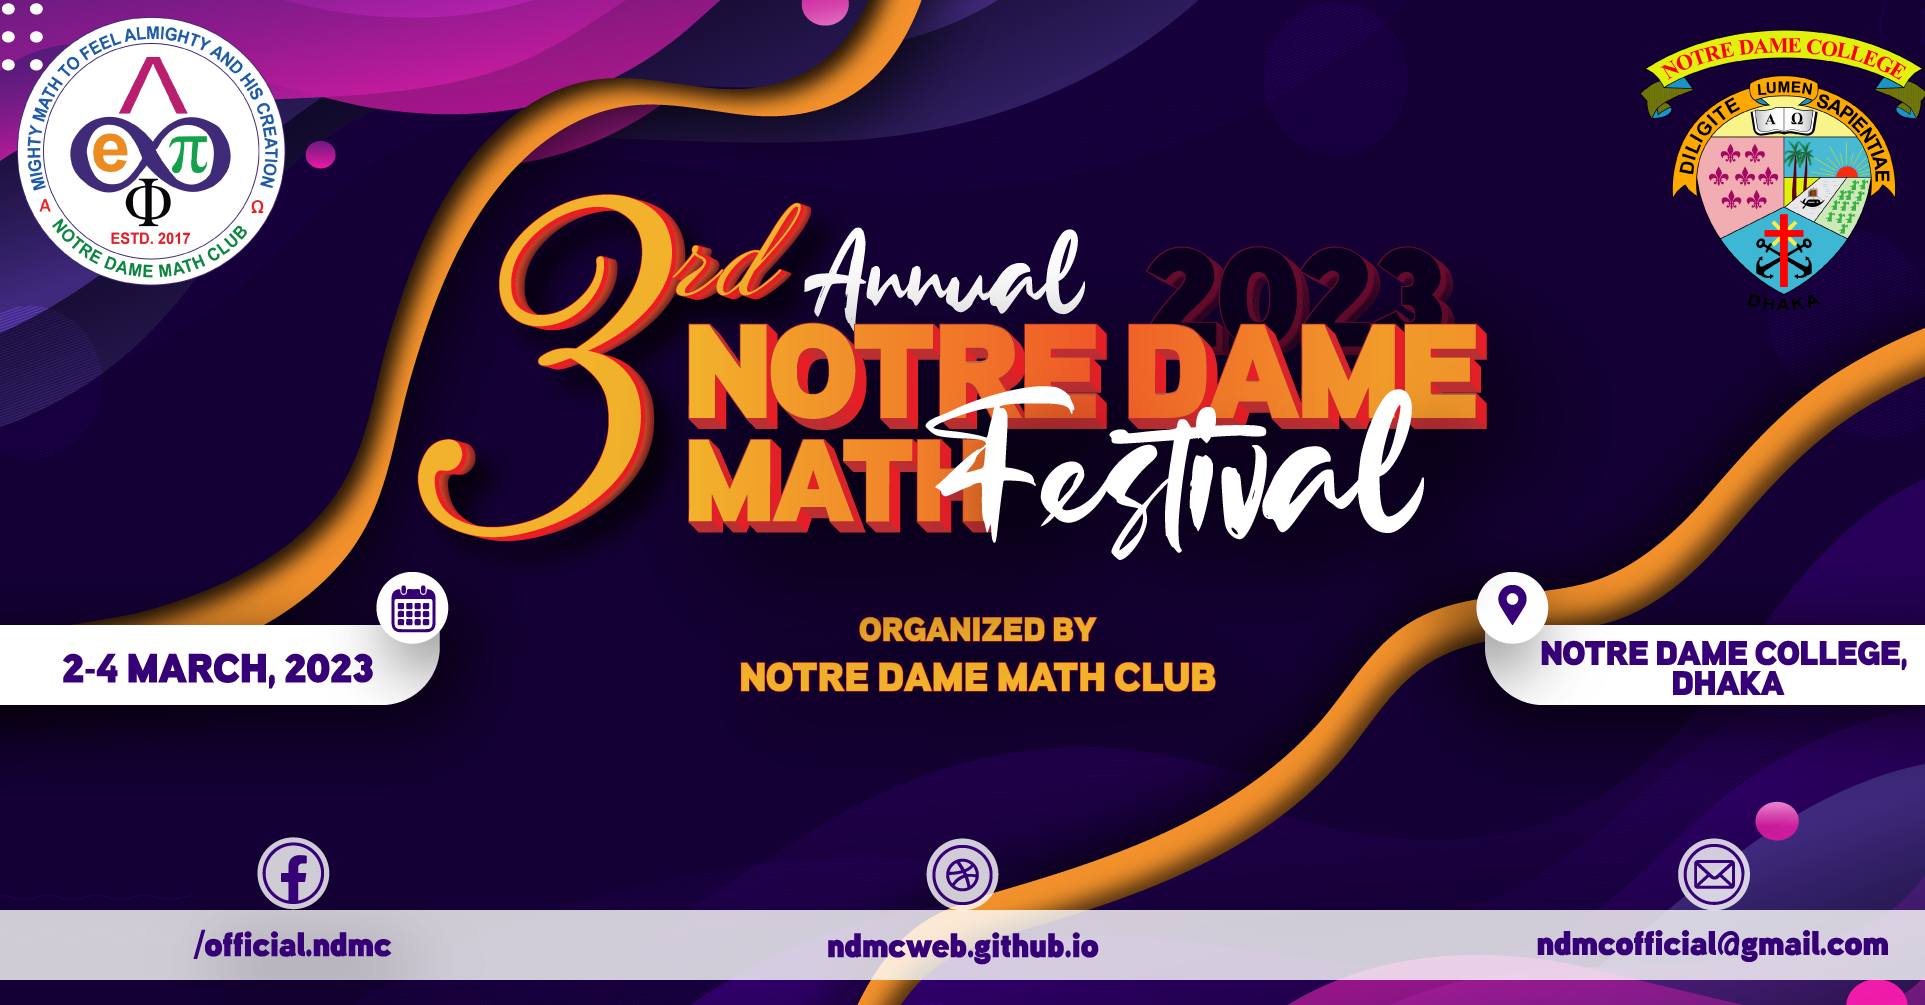 MIGHTY MATH TO FEEL ALMIGHTY AND HIS CREATION
Λ
e x π
Φ
Α Ω
ESTD. 2017
NOTRE DAME MATH CLUB
NOTRE DAME COLLEGE
DILIGITE LUMEN SAPIENTIAE
Α Ω
DHAKA
3rd Annual 2023
NOTRE DAME
MATH Festival
ORGANIZED BY
NOTRE DAME MATH CLUB
2-4 MARCH, 2023
NOTRE DAME COLLEGE,
DHAKA
/official.ndmc
ndmcweb.github.io
ndmcofficial@gmail.com